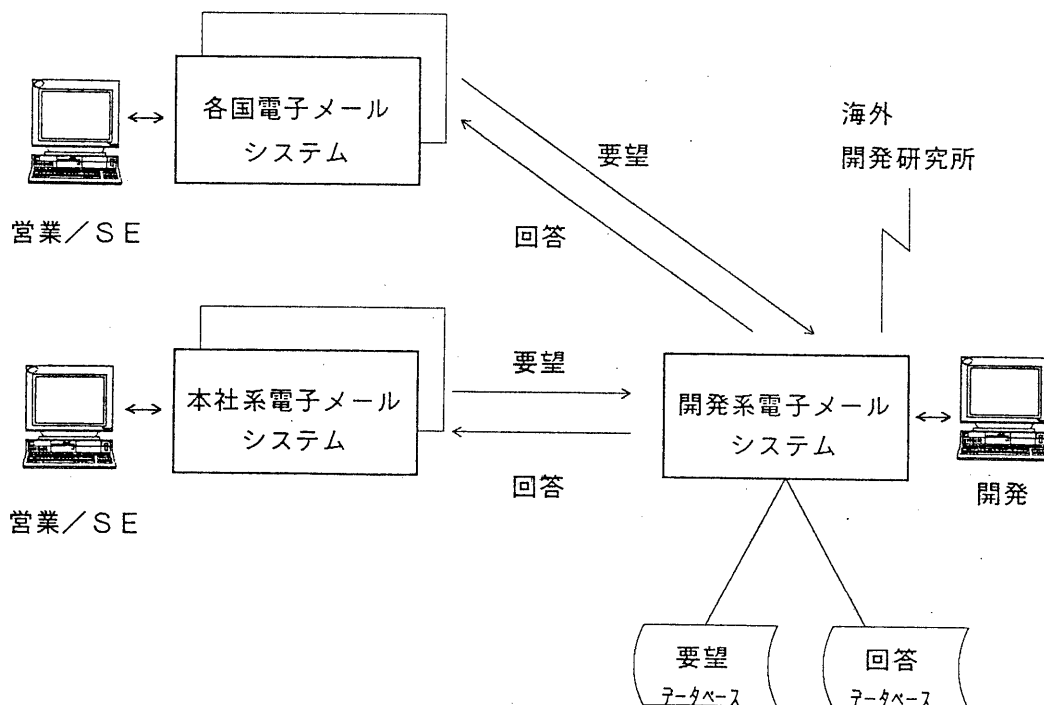 各国電子メール
システム
営業／ＳＥ
要望
回答
海外
開発研究所
本社系電子メール
システム
営業／ＳＥ
要望
回答
開発系電子メール
システム
開発
要望
データベース
回答
データベース